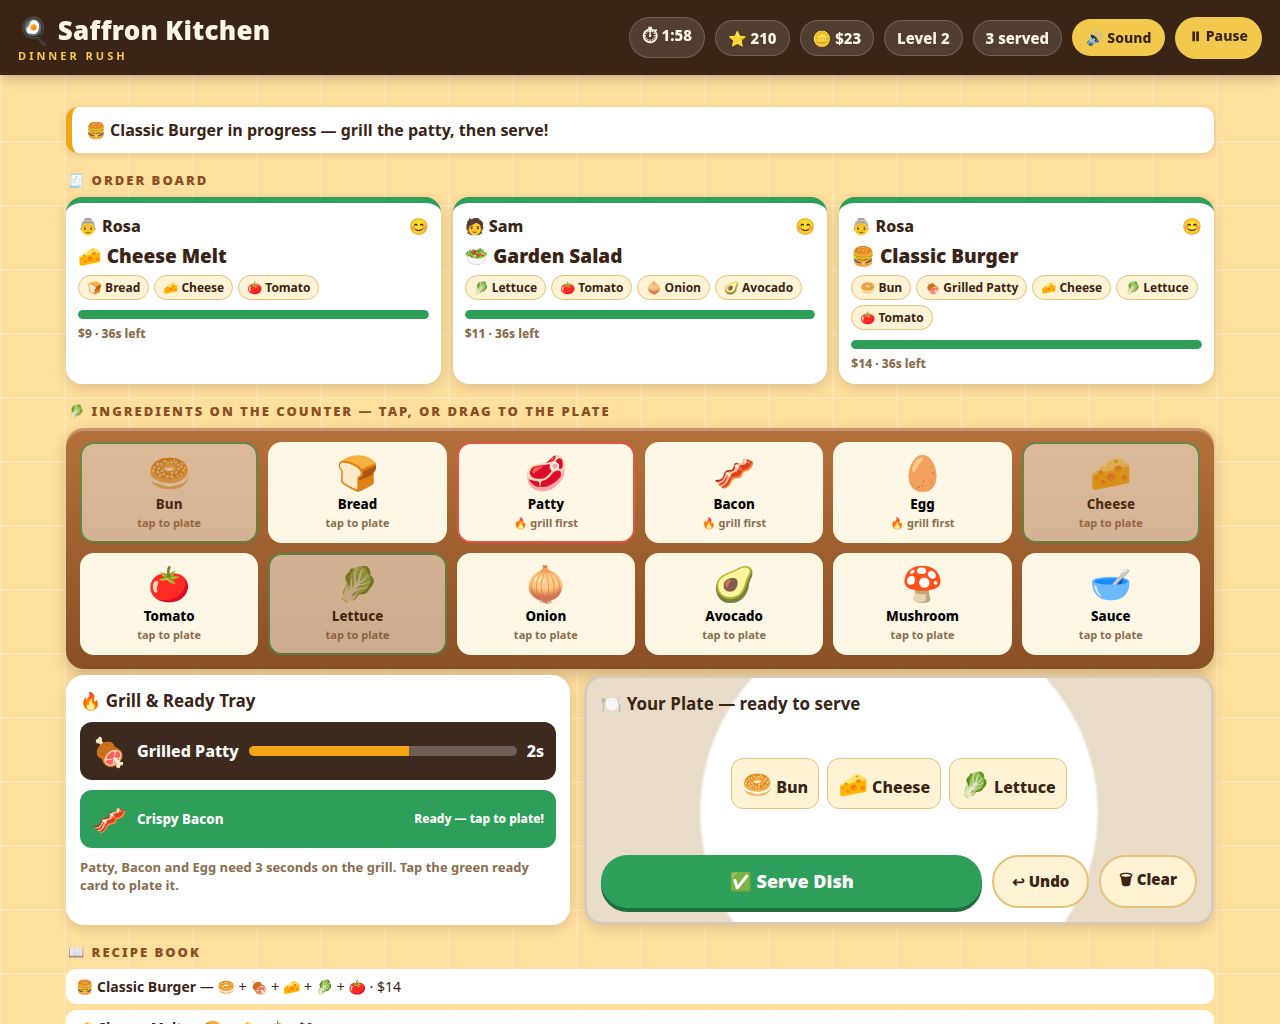 Saffron Kitchen
DINNER RUSH
1:58
210
$23
Level 2
3 served
Sound
Pause
Classic Burger in progress — grill the patty, then serve!
ORDER BOARD
Rosa
Cheese Melt
Bread Cheese Tomato
$9 · 36s left
Sam
Garden Salad
Lettuce Tomato Onion Avocado
$11 · 36s left
Rosa
Classic Burger
Bun Grilled Patty Cheese Lettuce
Tomato
$14 · 36s left
INGREDIENTS ON THE COUNTER — TAP, OR DRAG TO THE PLATE
Bun
tap to plate
Bread
tap to plate
Patty
grill first
Bacon
grill first
Egg
grill first
Cheese
tap to plate
Tomato
tap to plate
Lettuce
tap to plate
Onion
tap to plate
Avocado
tap to plate
Mushroom
tap to plate
Sauce
tap to plate
Grill & Ready Tray
Grilled Patty 2s
Crispy Bacon Ready — tap to plate!
Patty, Bacon and Egg need 3 seconds on the grill. Tap the green ready
card to plate it.
Your Plate — ready to serve
Bun Cheese Lettuce
Serve Dish
Undo
Clear
RECIPE BOOK
Classic Burger — + + + + · $14